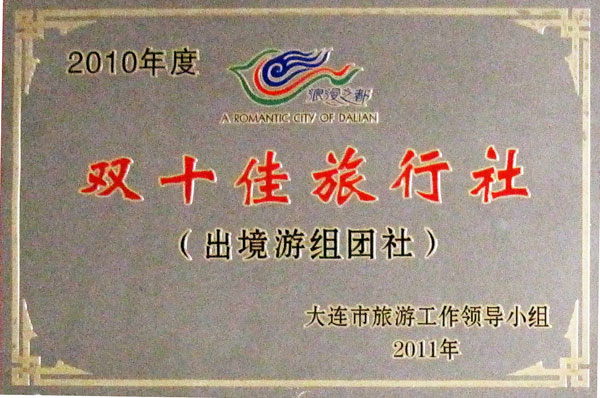 2010年度
浪漫之都
A ROMANTIC CITY OF DALIAN
双十佳旅行社
（出境游组团社）
大连市旅游工作领导小组
2011年